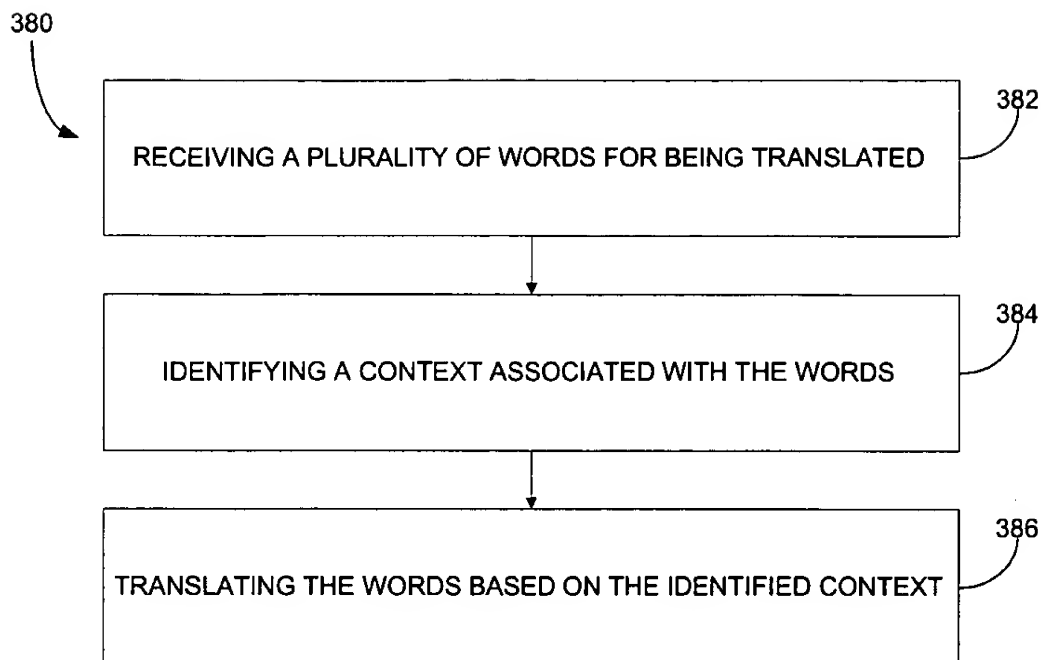 380
382
RECEIVING A PLURALITY OF WORDS FOR BEING TRANSLATED
384
IDENTIFYING A CONTEXT ASSOCIATED WITH THE WORDS
386
TRANSLATING THE WORDS BASED ON THE IDENTIFIED CONTEXT